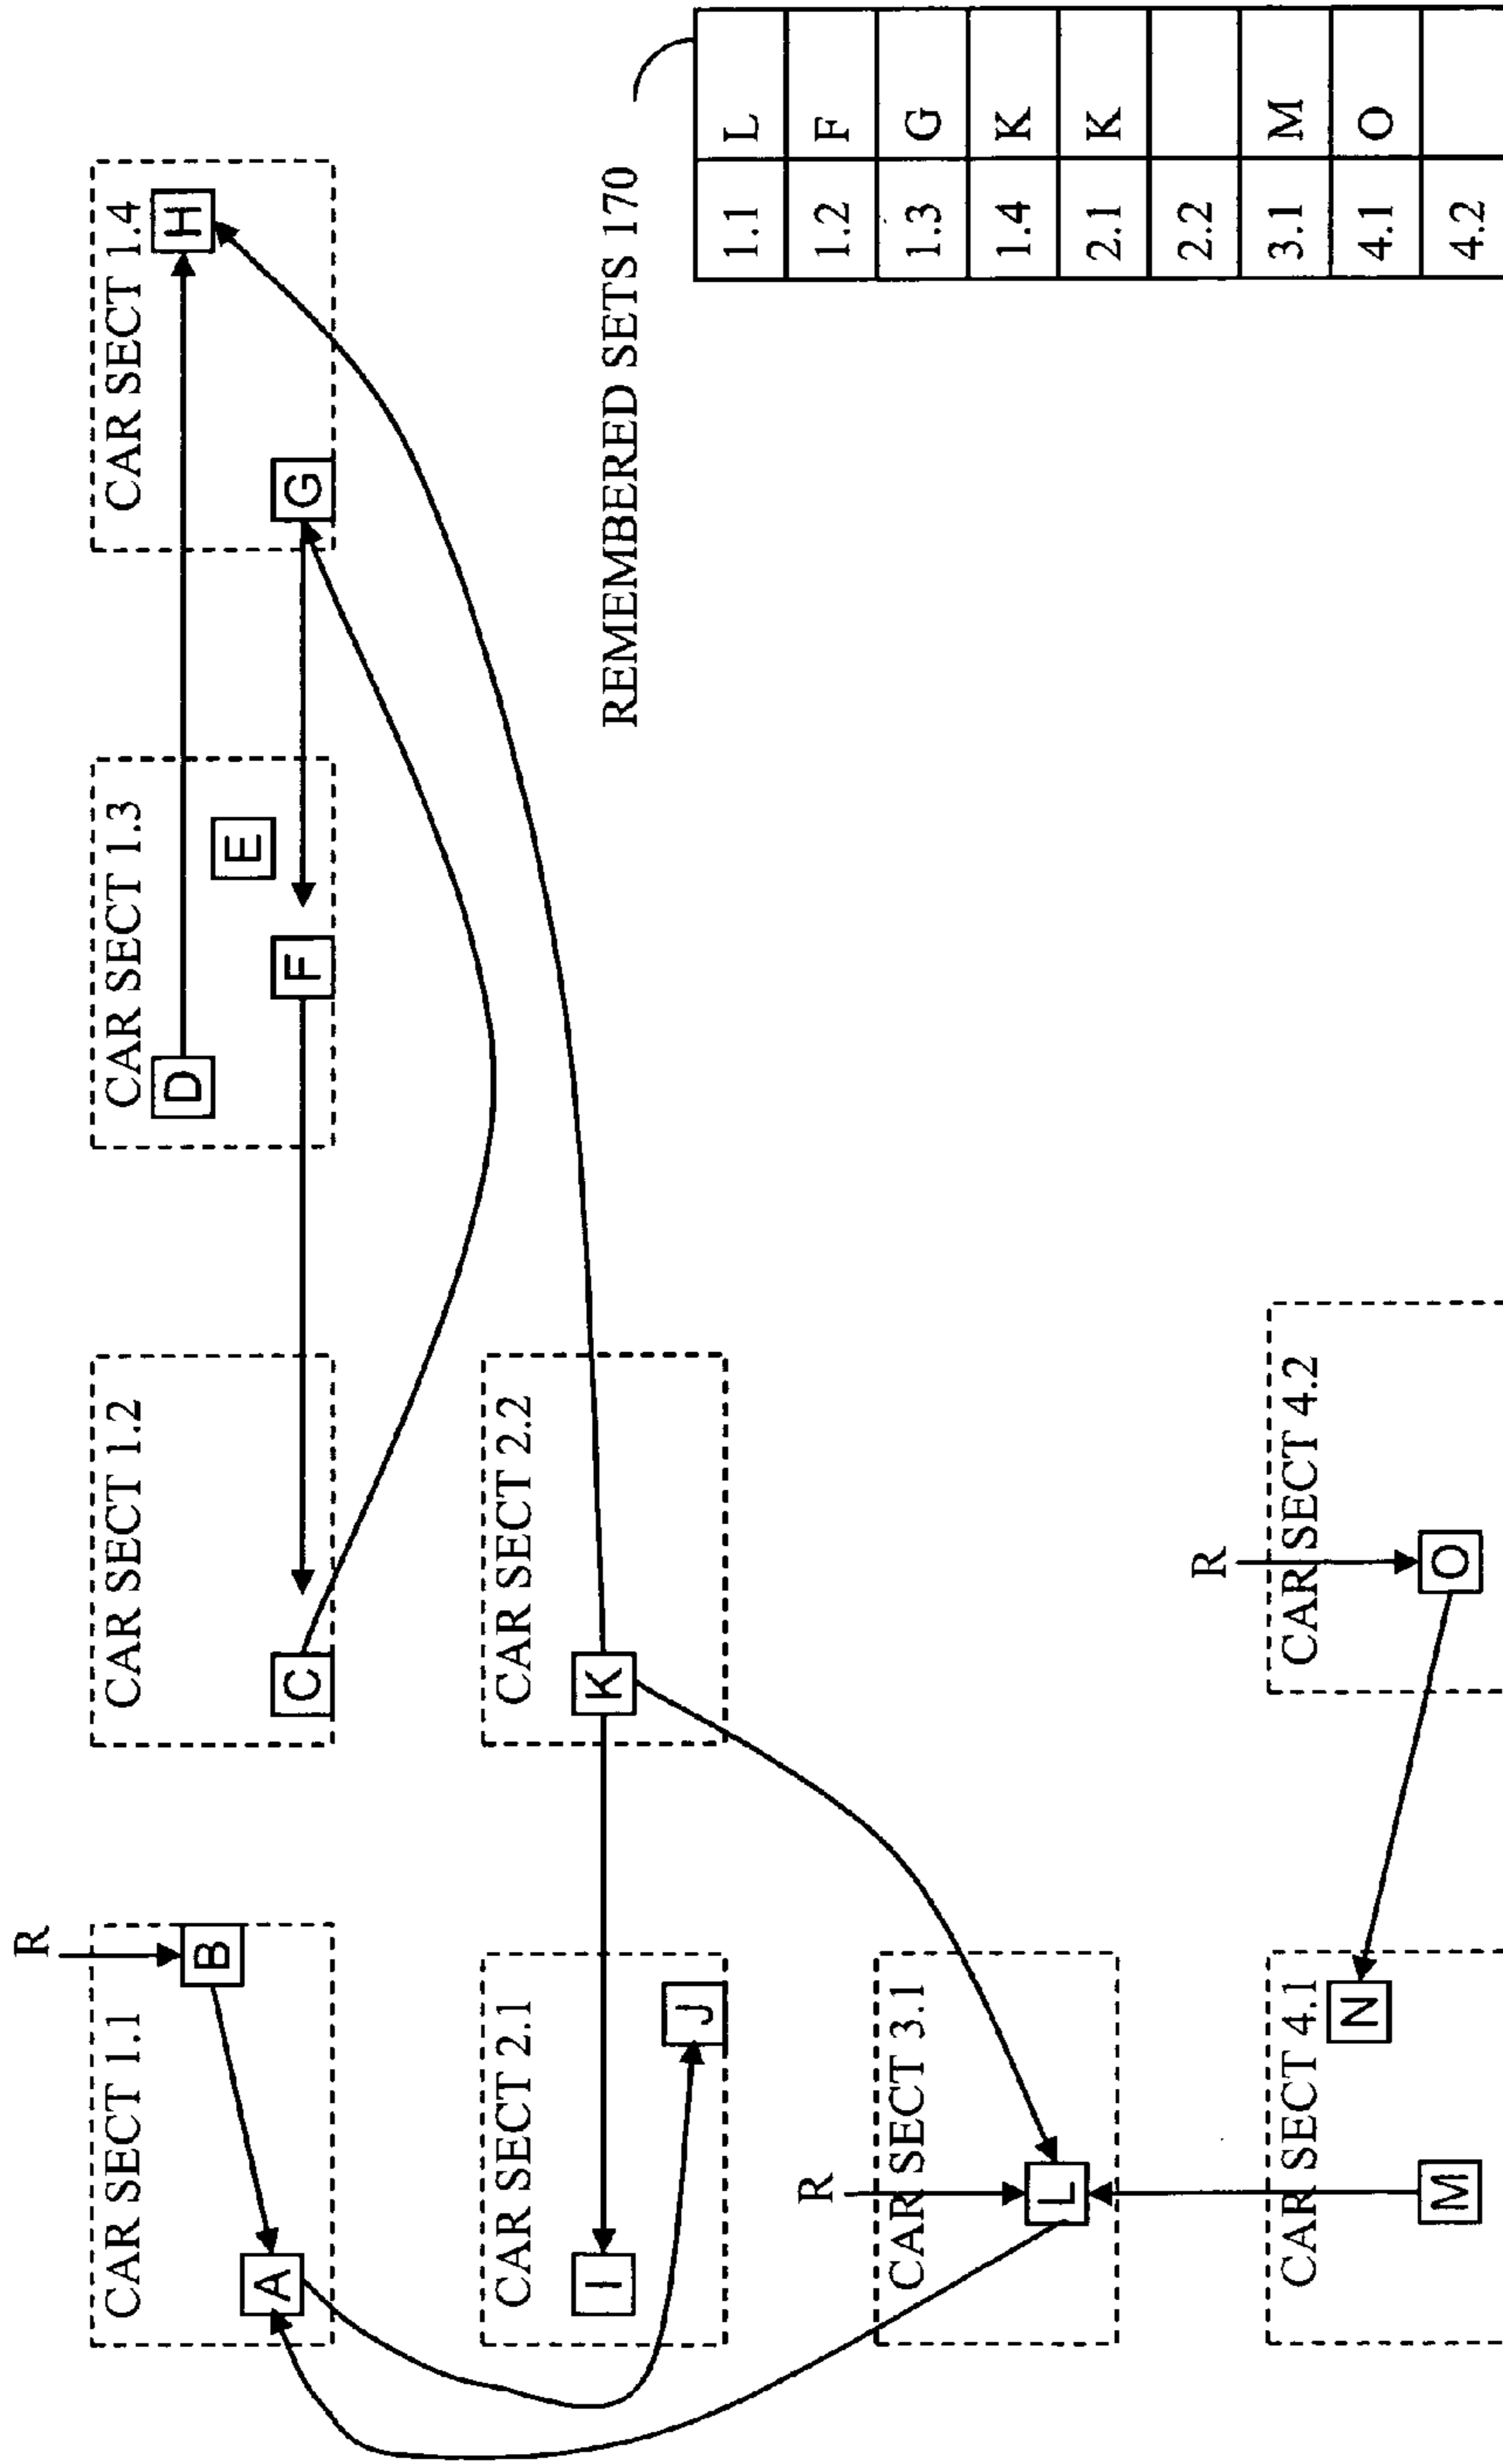 R
CAR SECT 1.1
CAR SECT 1.2
CAR SECT 1.3
CAR SECT 1.4
D
H
B
E
A
C
F
G
CAR SECT 2.1
CAR SECT 2.2
I
K
J
R
CAR SECT 3.1
L
R
CAR SECT 4.1
CAR SECT 4.2
N
M
O
REMEMBERED SETS 170
1.1 L
1.2 F
1.3 G
1.4 K
2.1 K
2.2
3.1 M
4.1 O
4.2